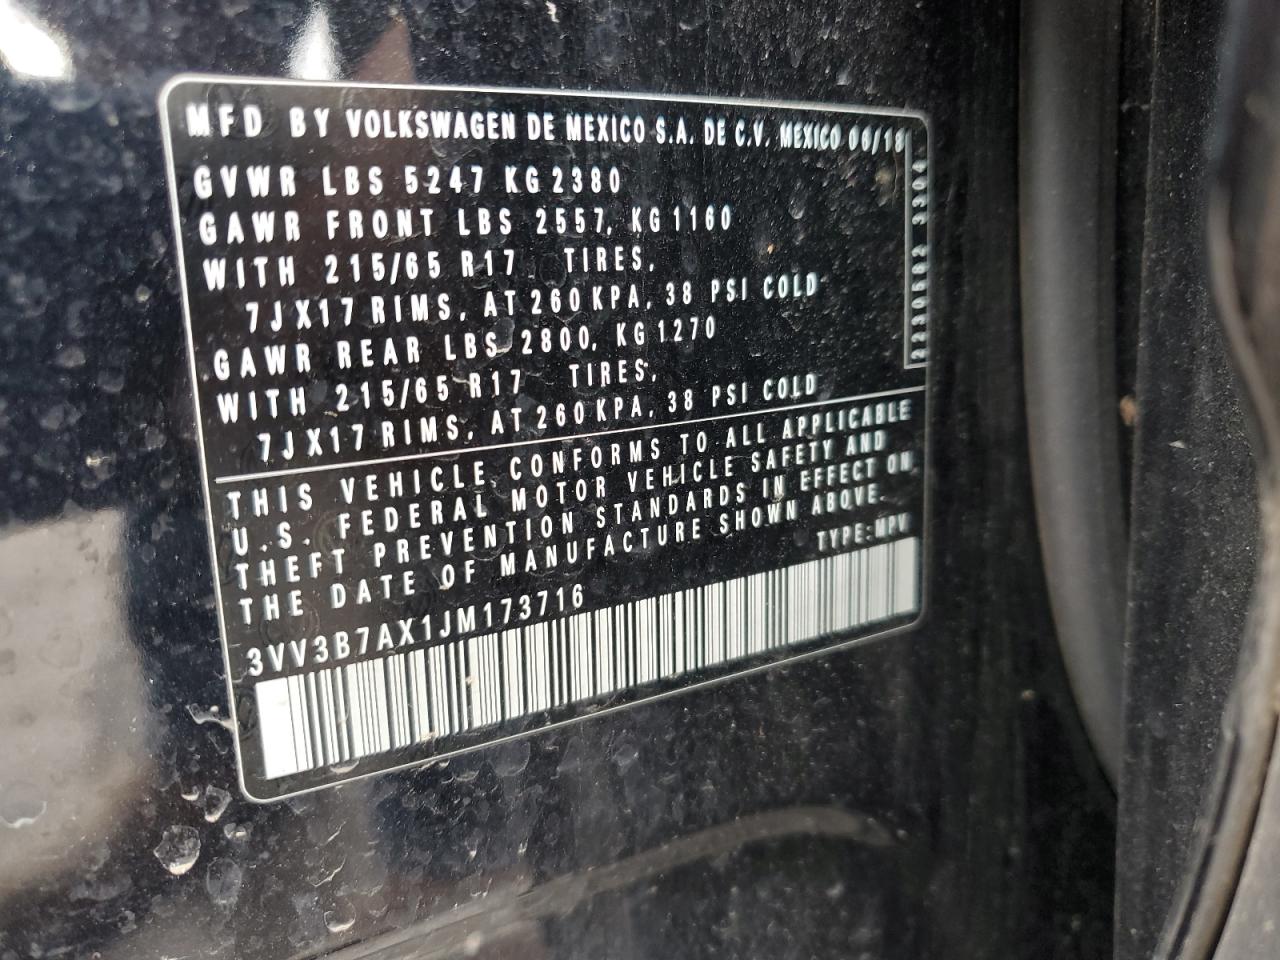 MFD BY VOLKSWAGEN DE MEXICO S.A. DE C.V. MEXICO 06/18
GVWR LBS 5247 KG 2380
GAWR FRONT LBS 2557, KG 1160
WITH 215/65 R17 TIRES,
7JX17 RIMS, AT 260 KPA, 38 PSI COLD
GAWR REAR LBS 2800, KG 1270
WITH 215/65 R17 TIRES,
7JX17 RIMS, AT 260 KPA, 38 PSI COLD
THIS VEHICLE CONFORMS TO ALL APPLICABLE
U.S. FEDERAL MOTOR VEHICLE SAFETY AND
THEFT PREVENTION STANDARDS IN EFFECT ON
THE DATE OF MANUFACTURE SHOWN ABOVE.
TYPE: MPV
3VV3B7AX1JM173716